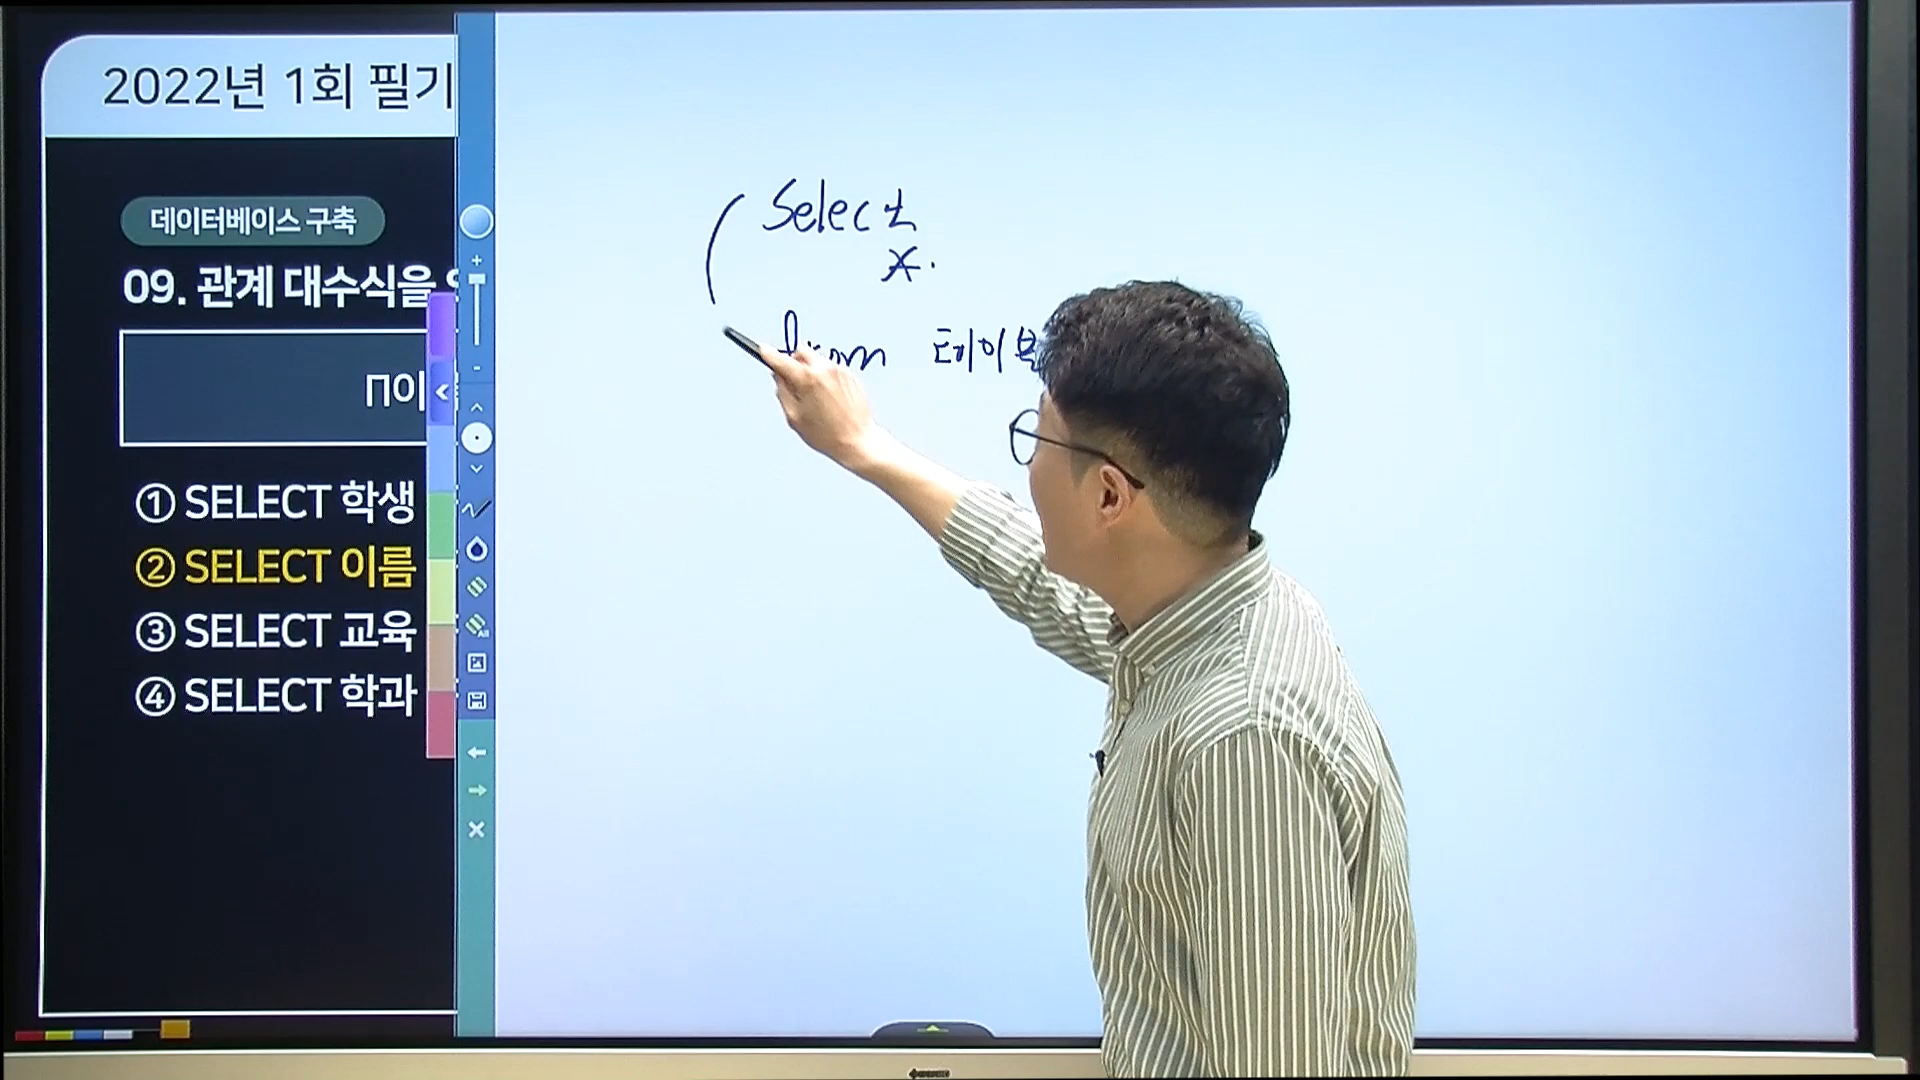 2022년 1회 필기
데이터베이스 구축
09. 관계 대수식을
∏이
① SELECT 학생
② SELECT 이름
③ SELECT 교육
④ SELECT 학과
Select
*.
from 테이블
All